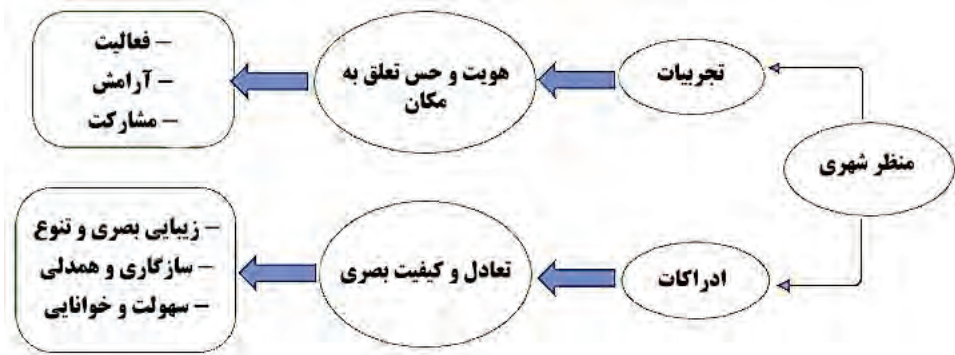 منظر شهری
تجربیات
هویت و حس تعلق به
مکان
– فعالیت
– آرامش
– مشارکت
ادراکات
تعادل و کیفیت بصری
– زیبایی بصری و تنوع
– سازگاری و همدلی
– سهولت و خوانایی